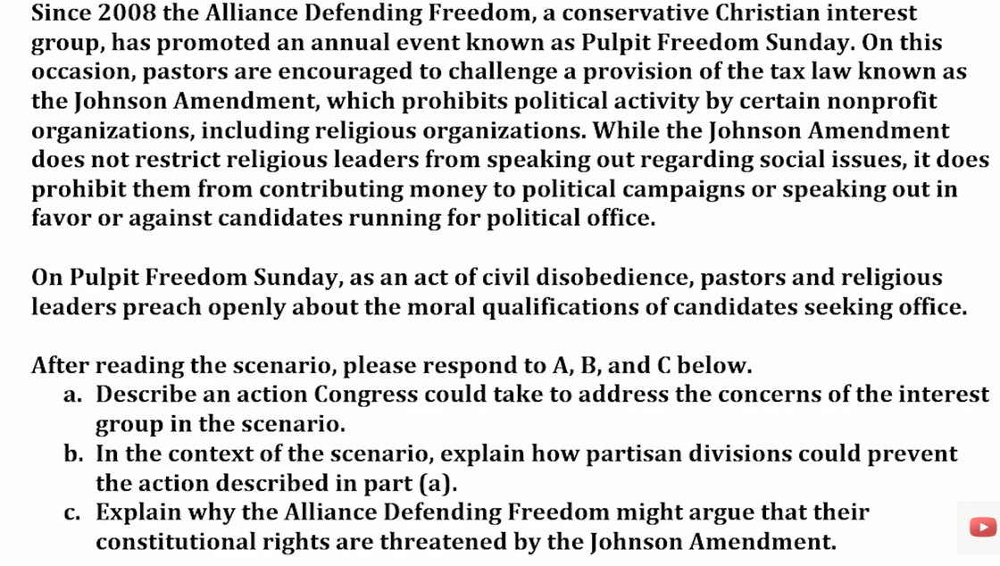 Since 2008 the Alliance Defending Freedom, a conservative Christian interest
group, has promoted an annual event known as Pulpit Freedom Sunday. On this
occasion, pastors are encouraged to challenge a provision of the tax law known as
the Johnson Amendment, which prohibits political activity by certain nonprofit
organizations, including religious organizations. While the Johnson Amendment
does not restrict religious leaders from speaking out regarding social issues, it does
prohibit them from contributing money to political campaigns or speaking out in
favor or against candidates running for political office.
On Pulpit Freedom Sunday, as an act of civil disobedience, pastors and religious
leaders preach openly about the moral qualifications of candidates seeking office.
After reading the scenario, please respond to A, B, and C below.
a. Describe an action Congress could take to address the concerns of the interest
group in the scenario.
b. In the context of the scenario, explain how partisan divisions could prevent
the action described in part (a).
c. Explain why the Alliance Defending Freedom might argue that their
constitutional rights are threatened by the Johnson Amendment.